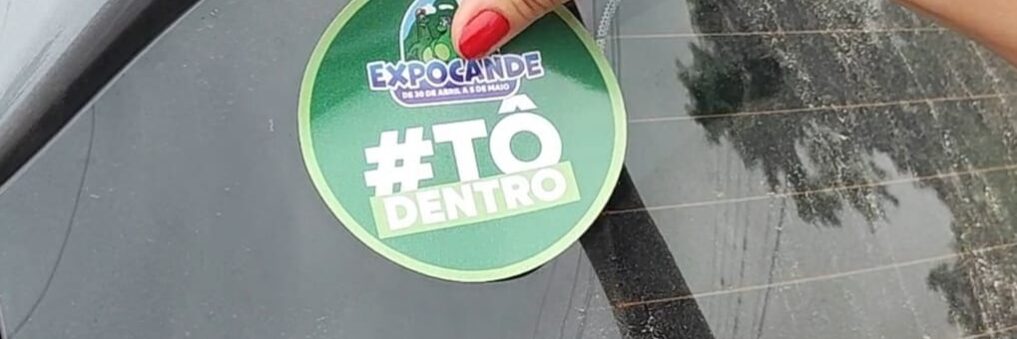 EXPOCANDE
DE 30 DE ABRIL A 5 DE MAIO
#TÔ
DENTRO